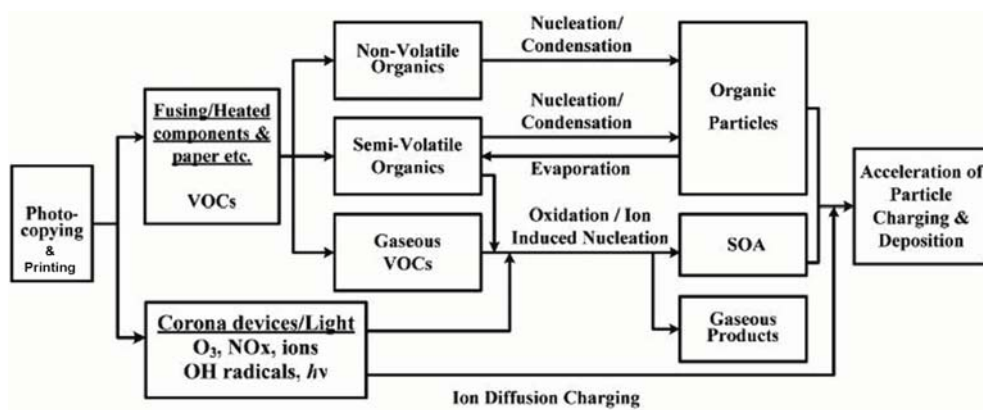 Photo-
copying
&
Printing
Fusing/Heated
components &
paper etc.
VOCs
Corona devices/Light
O₃, NOx, ions
OH radicals, hν
Non-Volatile
Organics
Semi-Volatile
Organics
Gaseous
VOCs
Nucleation/
Condensation
Nucleation/
Condensation
Evaporation
Oxidation / Ion
Induced Nucleation
Organic
Particles
SOA
Gaseous
Products
Acceleration of
Particle
Charging &
Deposition
Ion Diffusion Charging